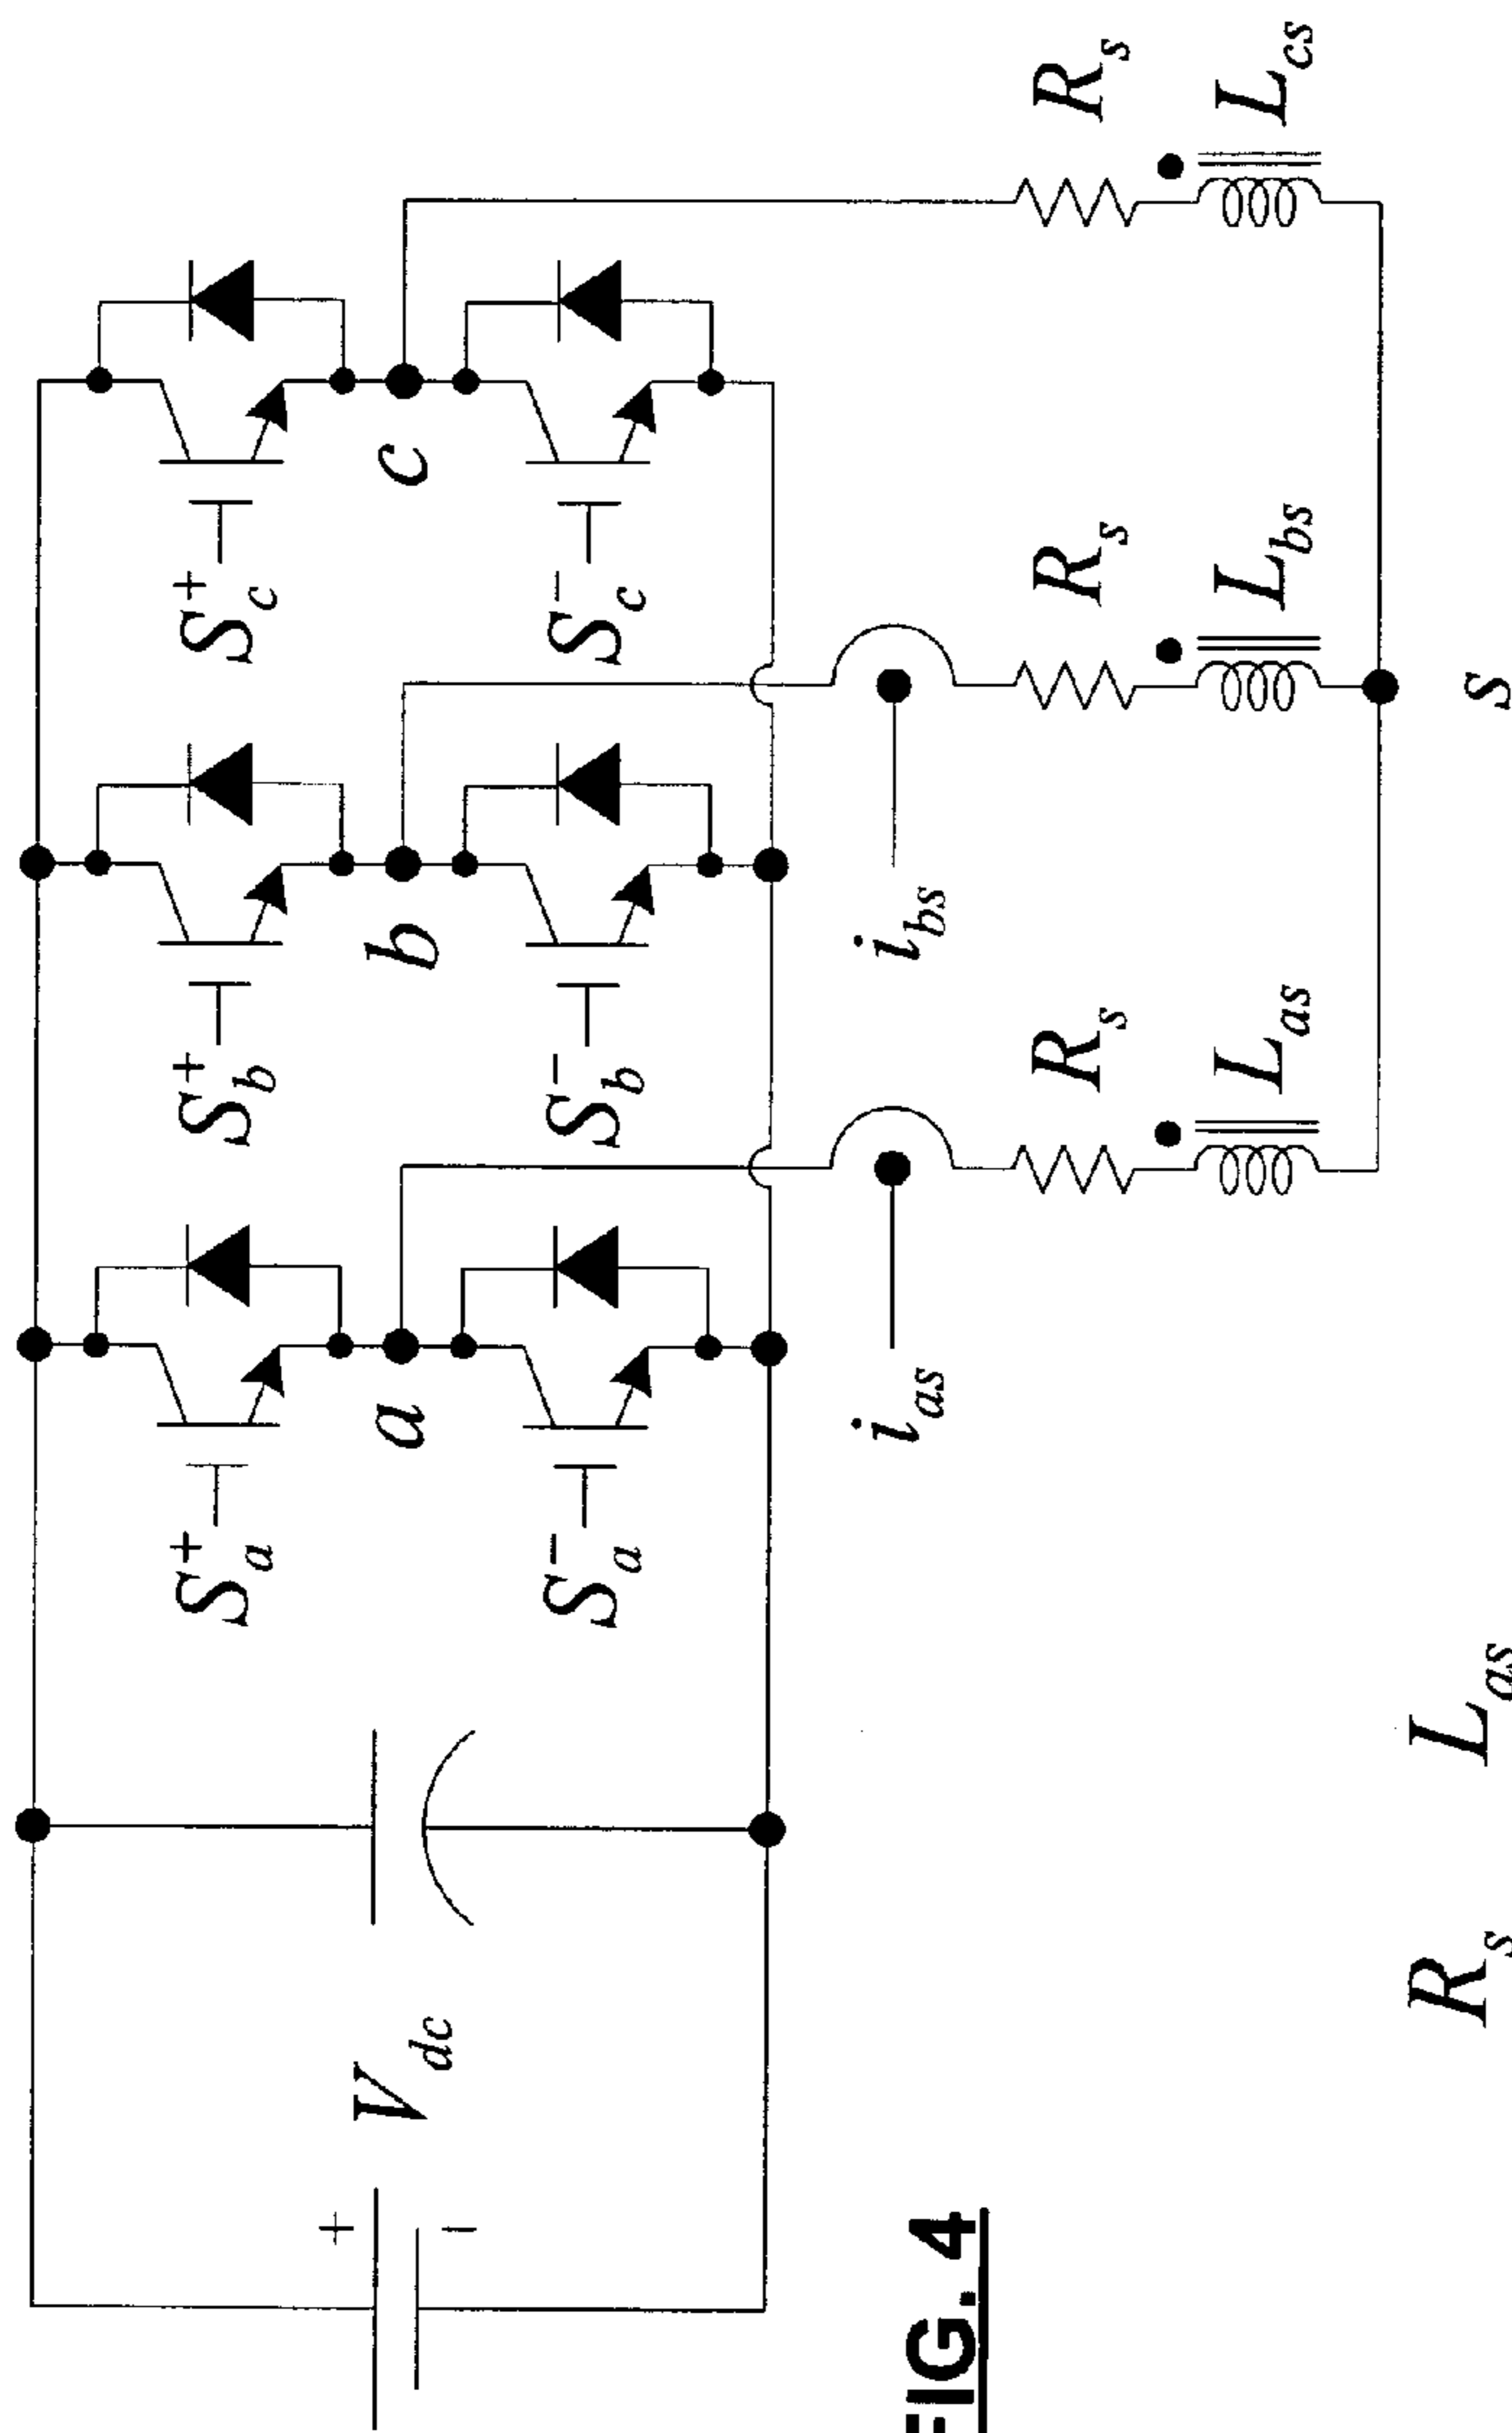 V_dc
+
−
S_a^+
S_b^+
S_c^+
a
b
c
S_a^-
S_b^-
S_c^-
i_as
i_bs
R_s
R_s
R_s
L_as
L_bs
L_cs
s
FIG. 4
R_s
L_as